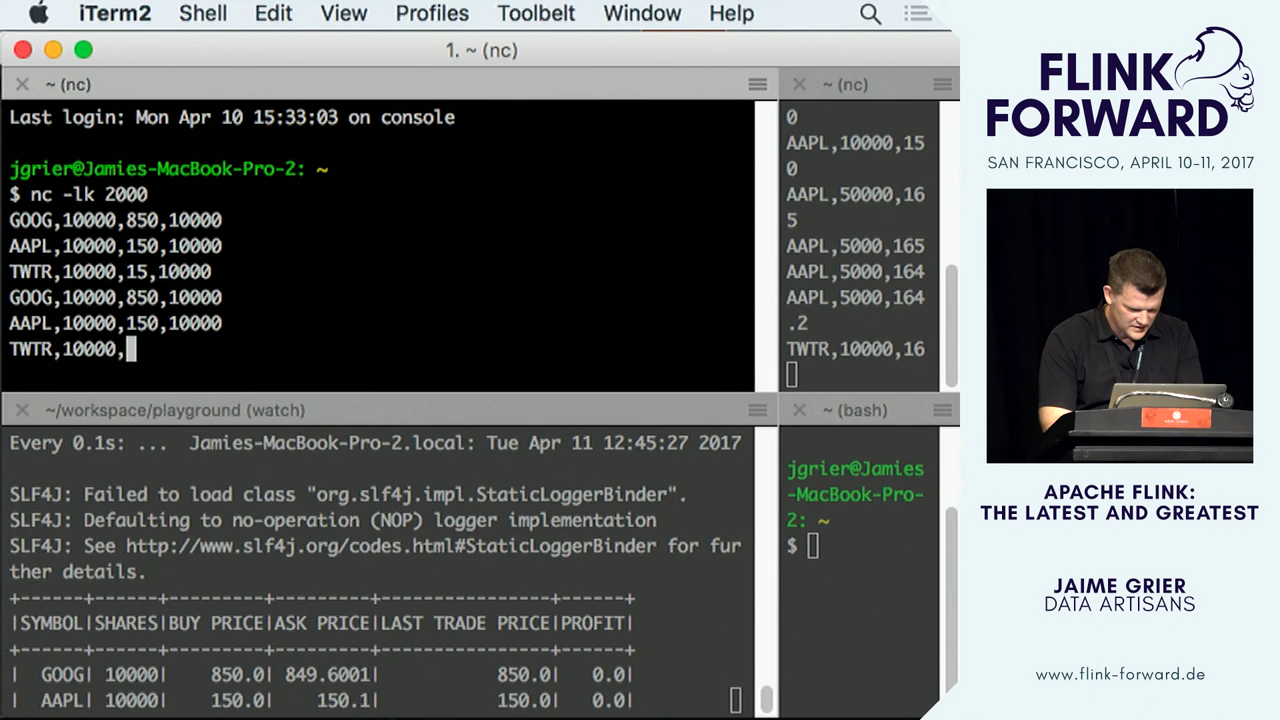 iTerm2 Shell Edit View Profiles Toolbelt Window Help
1. ~ (nc)
~ (nc)
Last login: Mon Apr 10 15:33:03 on console
jgrier@Jamies-MacBook-Pro-2: ~
$ nc -lk 2000
GOOG,10000,850,10000
AAPL,10000,150,10000
TWTR,10000,15,10000
GOOG,10000,850,10000
AAPL,10000,150,10000
TWTR,10000,
~ (nc)
0
AAPL,10000,15
0
AAPL,50000,16
5
AAPL,5000,165
AAPL,5000,164
AAPL,5000,164
.2
TWTR,10000,16
~/workspace/playground (watch)
Every 0.1s: ... Jamies-MacBook-Pro-2.local: Tue Apr 11 12:45:27 2017
SLF4J: Failed to load class "org.slf4j.impl.StaticLoggerBinder".
SLF4J: Defaulting to no-operation (NOP) logger implementation
SLF4J: See http://www.slf4j.org/codes.html#StaticLoggerBinder for fur
ther details.
+------+------+---------+---------+----------------+------+
|SYMBOL|SHARES|BUY PRICE|ASK PRICE|LAST TRADE PRICE|PROFIT|
+------+------+---------+---------+----------------+------+
| GOOG| 10000| 850.0| 849.6001| 850.0| 0.0|
| AAPL| 10000| 150.0| 150.1| 150.0| 0.0|
~ (bash)
jgrier@Jamies
-MacBook-Pro-
2: ~
$
FLINK
FORWARD
SAN FRANCISCO, APRIL 10-11, 2017
APACHE FLINK:
THE LATEST AND GREATEST
JAIME GRIER
DATA ARTISANS
www.flink-forward.de